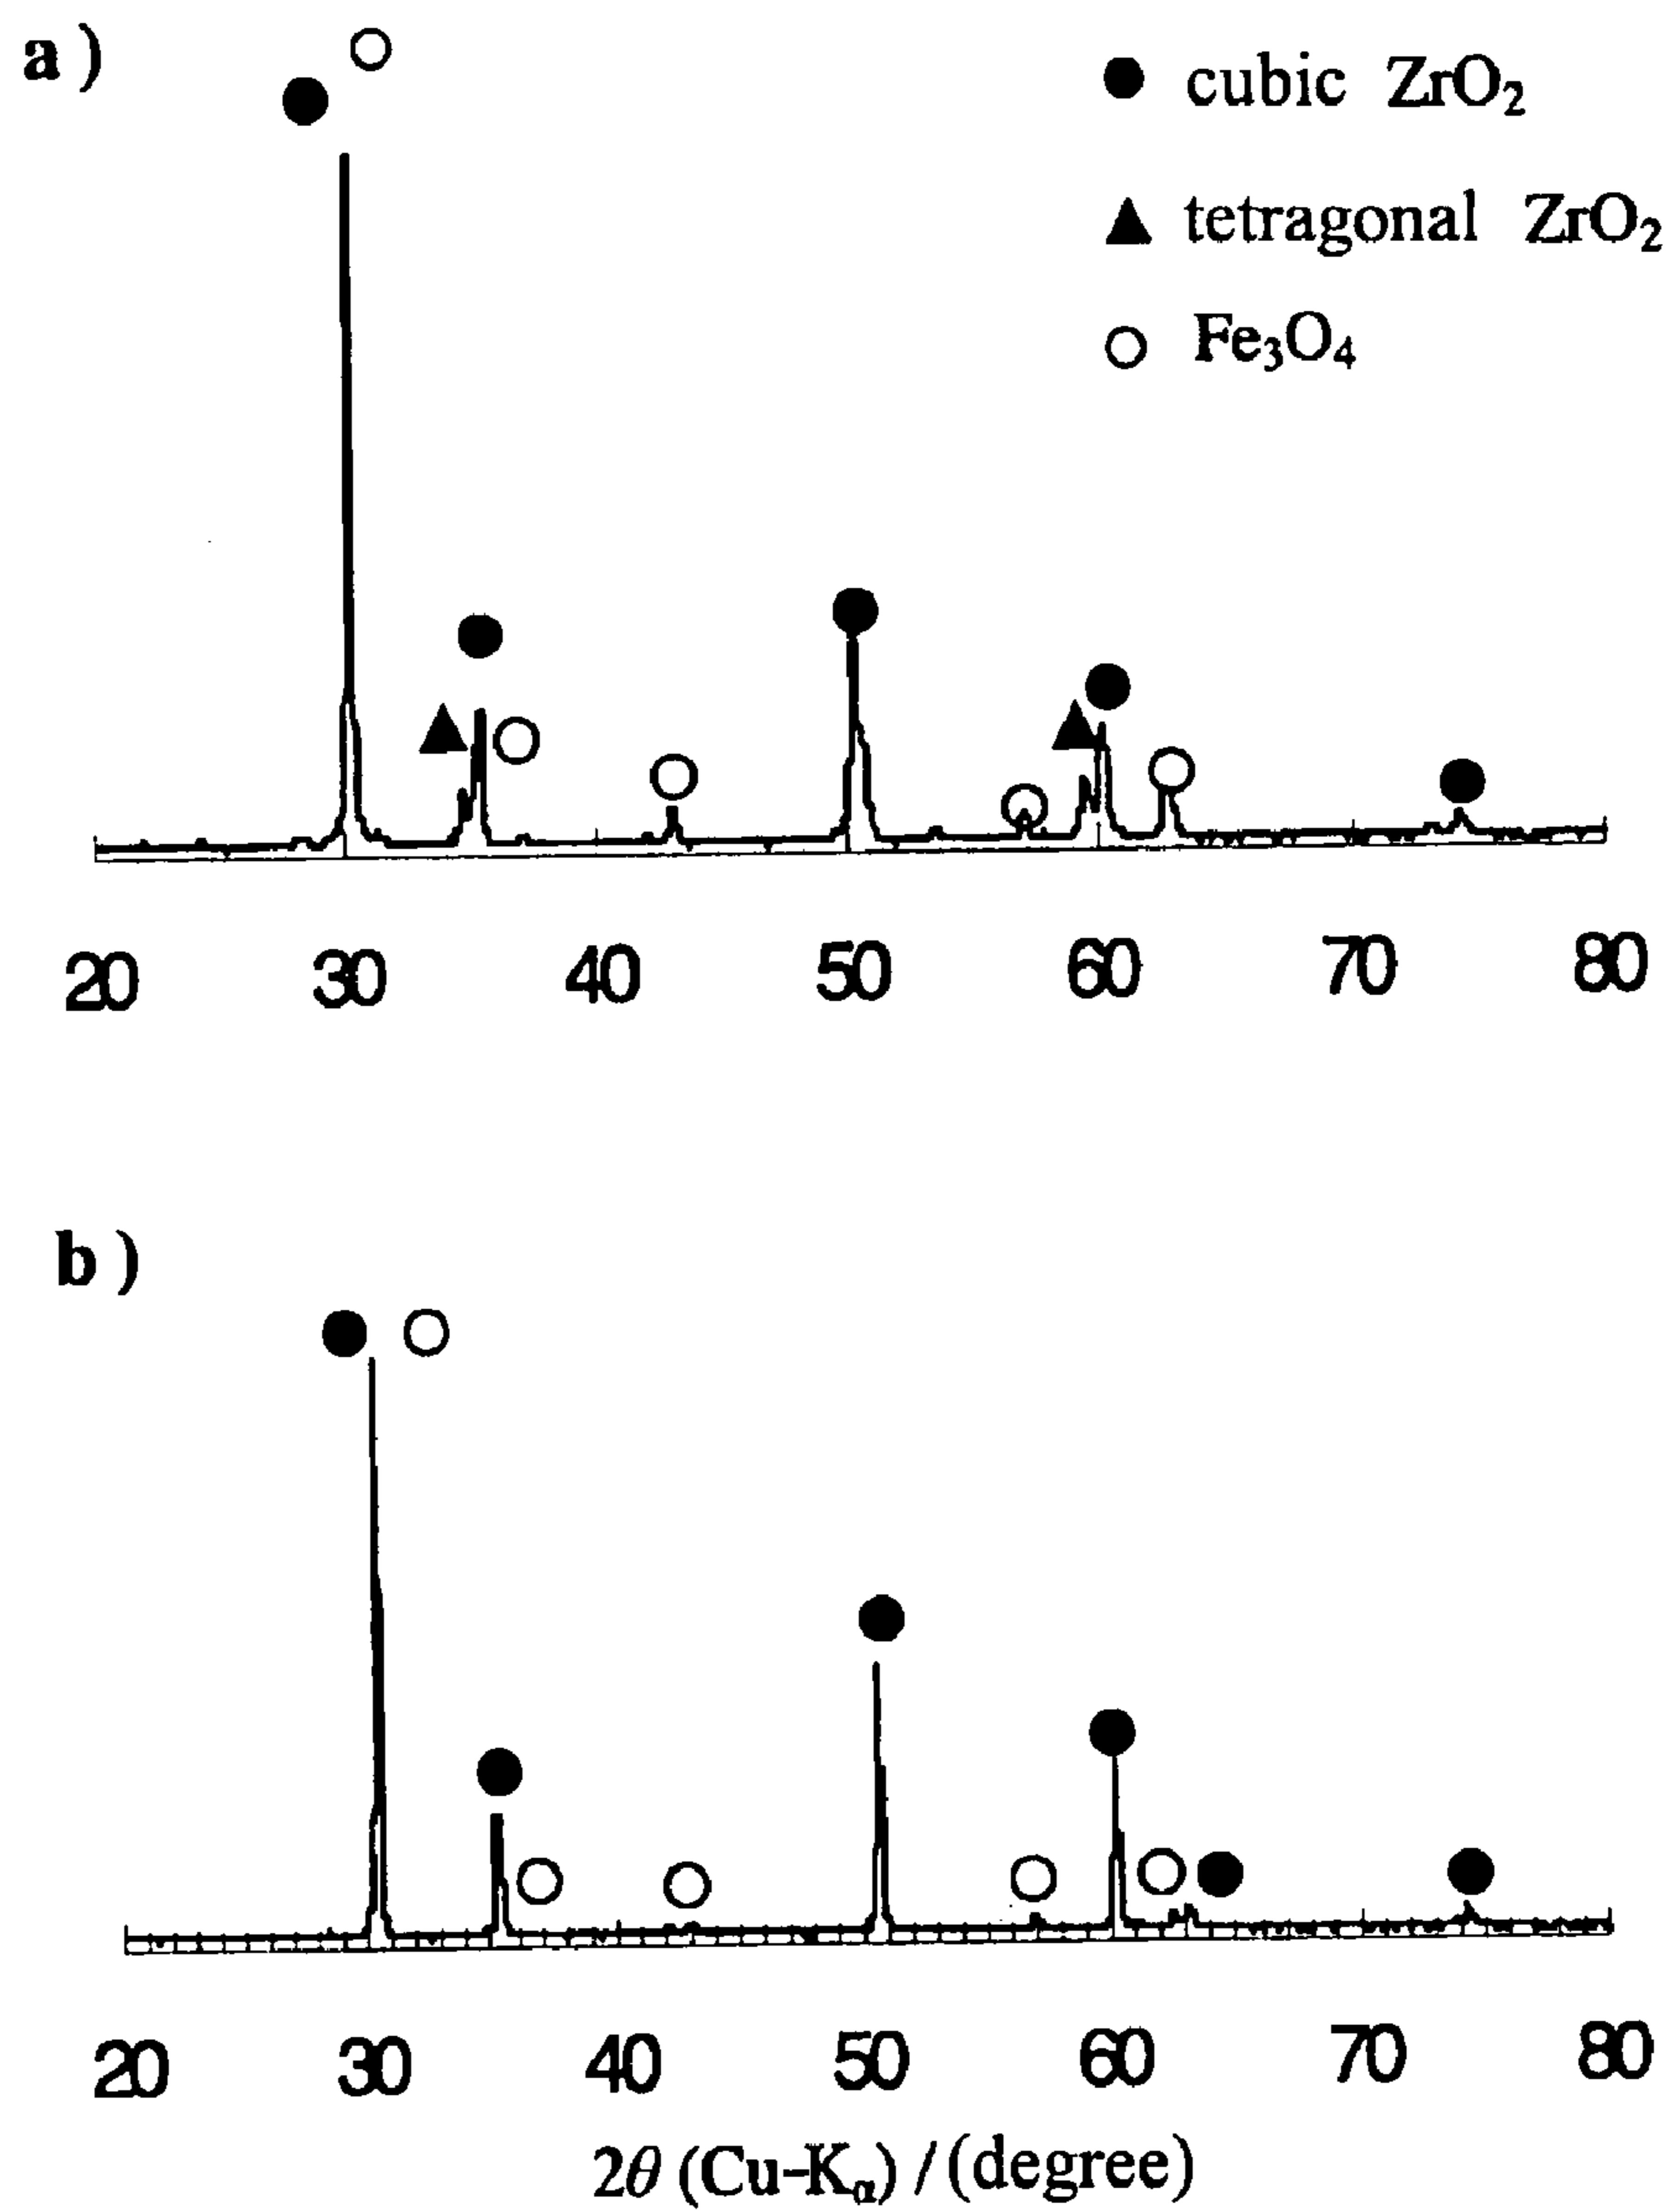 a)
cubic ZrO₂
tetragonal ZrO₂
Fe₃O₄
20 30 40 50 60 70 80
b)
20 30 40 50 60 70 80
2θ (Cu-Kα) / (degree)